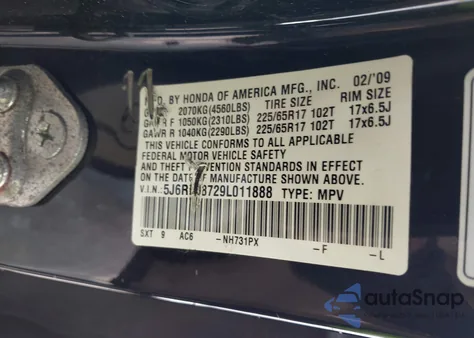 MFD. BY HONDA OF AMERICA MFG., INC. 02/'09
2070KG(4560LBS) TIRE SIZE RIM SIZE
GAWR F 1050KG(2310LBS) 225/65R17 102T 17x6.5J
GAWR R 1040KG(2290LBS) 225/65R17 102T 17x6.5J
THIS VEHICLE CONFORMS TO ALL APPLICABLE
FEDERAL MOTOR VEHICLE SAFETY
AND THEFT PREVENTION STANDARDS IN EFFECT
ON THE DATE OF MANUFACTURE SHOWN ABOVE.
V.I.N. TYPE: MPV
SXT 9 AC6 -NH731PX -F -L
autoSnap